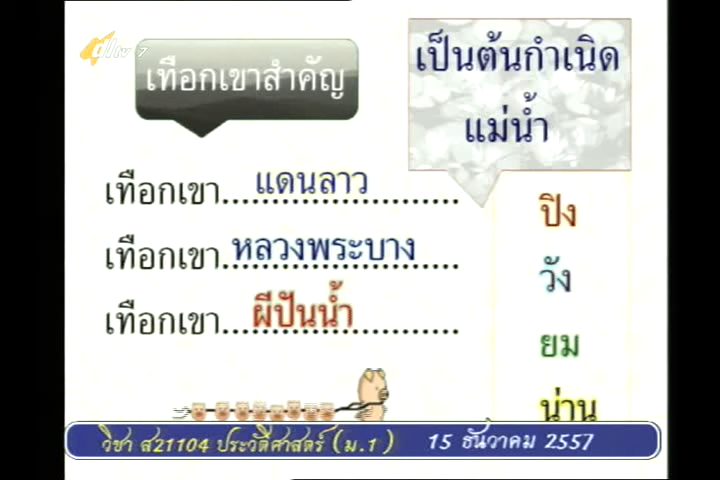 dltv 7
เทือกเขาสำคัญ
เป็นต้นกำเนิด
แม่น้ำ
เทือกเขา....แดนลาว....
เทือกเขา....หลวงพระบาง....
เทือกเขา....ผีปันน้ำ....
ปิง
วัง
ยม
น่าน
วิชา ส21104 ประวัติศาสตร์ (ม.1) 15 ธันวาคม 2557